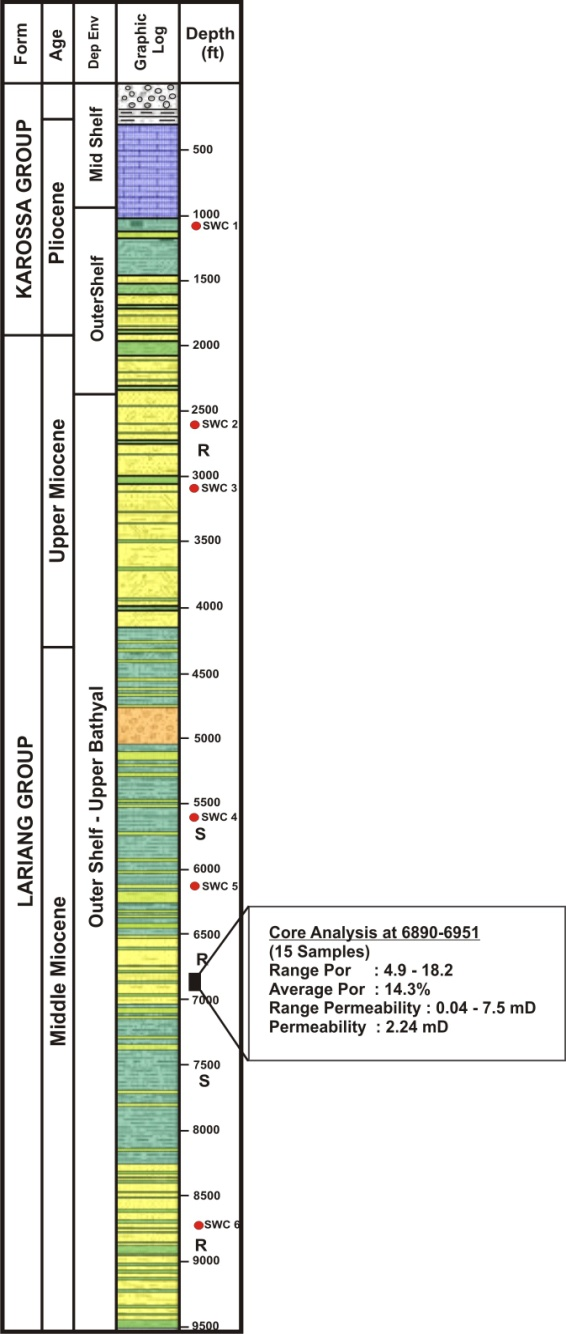 Form
Age
Dep Env
Graphic
Log
Depth
(ft)
KAROSSA GROUP
LARIANG GROUP
Pliocene
Upper Miocene
Middle Miocene
Mid Shelf
OuterShelf
Outer Shelf - Upper Bathyal
500
1000
SWC 1
1500
2000
2500
SWC 2
R
3000
SWC 3
3500
4000
4500
5000
5500
SWC 4
S
6000
SWC 5
6500
R
7000
7500
S
8000
8500
SWC 6
R
9000
9500
Core Analysis at 6890-6951
(15 Samples)
Range Por : 4.9 - 18.2
Average Por : 14.3%
Range Permeability : 0.04 - 7.5 mD
Permeability : 2.24 mD